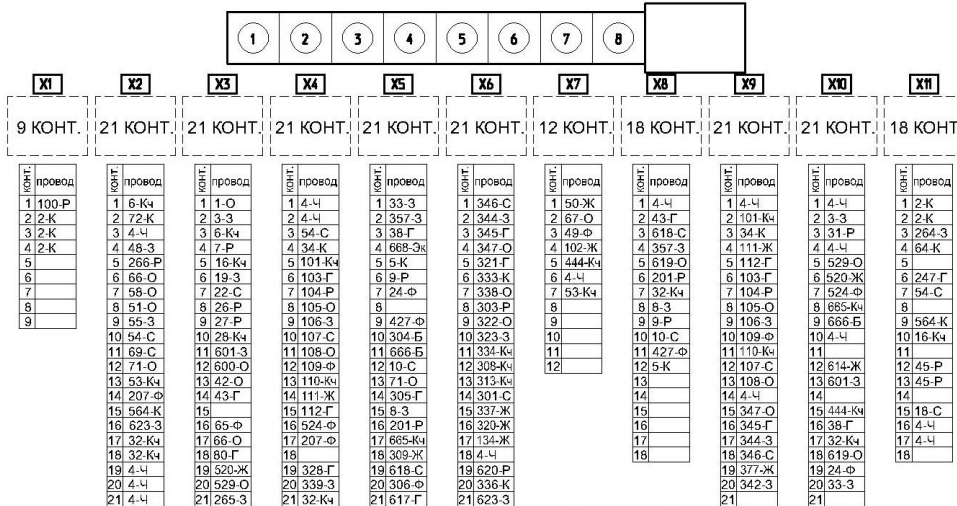 1 2 3 4 5 6 7 8
X1 X2 X3 X4 X5 X6 X7 X8 X9 X10 X11
9 КОНТ. 21 КОНТ. 21 КОНТ. 21 КОНТ. 21 КОНТ. 21 КОНТ. 12 КОНТ. 18 КОНТ. 21 КОНТ. 21 КОНТ. 18 КОНТ
конт. провод конт. провод конт. провод конт. провод конт. провод конт. провод конт. провод конт. провод конт. провод конт. провод конт. провод
1 100-Р 1 6-Кч 1 1-О 1 4-Ч 1 33-З 1 346-С 1 50-Ж 1 4-Ч 1 4-Ч 1 4-Ч 1 2-К
2 2-К 2 72-К 2 3-З 2 4-Ч 2 357-З 2 344-З 2 67-О 2 43-Г 2 101-Кч 2 3-З 2 2-К
3 2-К 3 4-Ч 3 6-Кч 3 54-С 3 38-Г 3 345-Г 3 49-Ф 3 618-С 3 34-К 3 31-Р 3 264-З
4 2-К 4 48-З 4 7-Р 4 34-К 4 668-Эк 4 347-О 4 102-Ж 4 357-З 4 111-Ж 4 4-Ч 4 64-К
5 5 266-Р 5 16-Кч 5 101-Кч 5 5-К 5 321-Г 5 444-Кч 5 619-О 5 112-Г 5 529-О 5
6 6 66-О 6 19-З 6 103-Г 6 9-Р 6 333-К 6 4-Ч 6 201-Р 6 103-Г 6 520-Ж 6 247-Г
7 7 58-О 7 22-С 7 104-Р 7 24-Ф 7 338-О 7 53-Кч 7 32-Кч 7 104-Р 7 524-Ф 7 54-С
8 8 51-О 8 26-Р 8 105-О 8 8 303-Р 8 8 8-З 8 105-О 8 665-Кч 8
9 9 55-З 9 27-Р 9 106-З 9 427-Ф 9 322-О 9 9 9-Р 9 106-З 9 666-Б 9 564-К
10 54-С 10 28-Кч 10 107-С 10 304-Б 10 323-З 10 10 10-С 10 109-Ф 10 4-Ч 10 16-Кч
11 69-С 11 601-З 11 108-О 11 666-Б 11 334-Кч 11 11 427-Ф 11 110-Кч 11 11
12 71-О 12 600-О 12 109-Ф 12 10-С 12 308-Кч 12 12 5-К 12 107-С 12 614-Ж 12 45-Р
13 53-Кч 13 42-О 13 110-Кч 13 71-О 13 313-Кч 13 13 108-О 13 601-З 13 45-Р
14 207-Ф 14 43-Г 14 111-Ж 14 305-Г 14 301-С 14 14 4-Ч 14 14
15 564-К 15 15 112-Г 15 8-З 15 337-Ж 15 15 347-О 15 444-Кч 15 18-С
16 623-З 16 65-Ф 16 524-Ф 16 201-Р 16 320-Ж 16 16 345-Г 16 38-Г 16 4-Ч
17 32-Кч 17 66-О 17 207-Ф 17 665-Кч 17 134-Ж 17 17 344-З 17 32-Кч 17 4-Ч
18 32-Кч 18 80-Г 18 18 309-Ж 18 4-Ч 18 18 346-С 18 619-О 18
19 4-Ч 19 520-Ж 19 328-Г 19 618-С 19 620-Р 19 377-Ж 19 24-Ф
20 4-Ч 20 529-О 20 339-З 20 306-Ф 20 336-К 20 342-З 20 33-З
21 4-Ч 21 265-З 21 32-Кч 21 617-Г 21 623-З 21 21